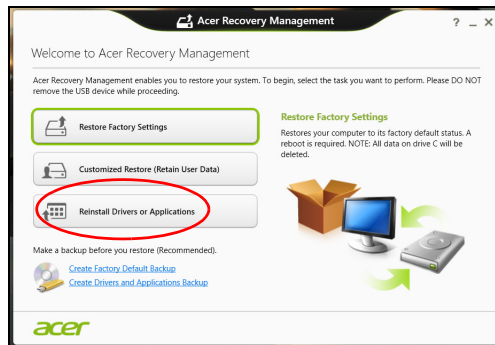 Acer Recovery Management
? _ X
Welcome to Acer Recovery Management
Acer Recovery Management enables you to restore your system. To begin, select the task you want to perform. Please DO NOT
remove the USB device while proceeding.
Restore Factory Settings
Customized Restore (Retain User Data)
Reinstall Drivers or Applications
Make a backup before you restore (Recommended).
Create Factory Default Backup
Create Drivers and Applications Backup
Restore Factory Settings
Restores your computer to its factory default status. A
reboot is required. NOTE: All data on drive C will be
deleted.
acer